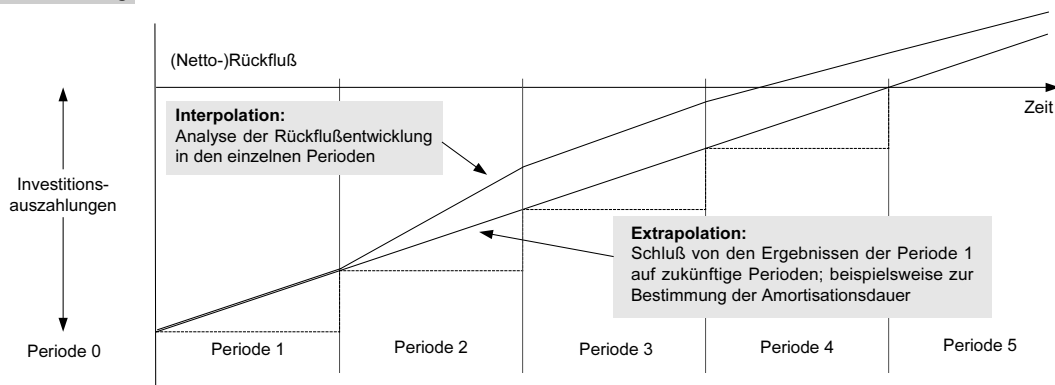 (Netto-)Rückfluß
Zeit
Interpolation:
Analyse der Rückflußentwicklung
in den einzelnen Perioden
Investitions-
auszahlungen
Extrapolation:
Schluß von den Ergebnissen der Periode 1
auf zukünftige Perioden; beispielsweise zur
Bestimmung der Amortisationsdauer
Periode 0
Periode 1
Periode 2
Periode 3
Periode 4
Periode 5